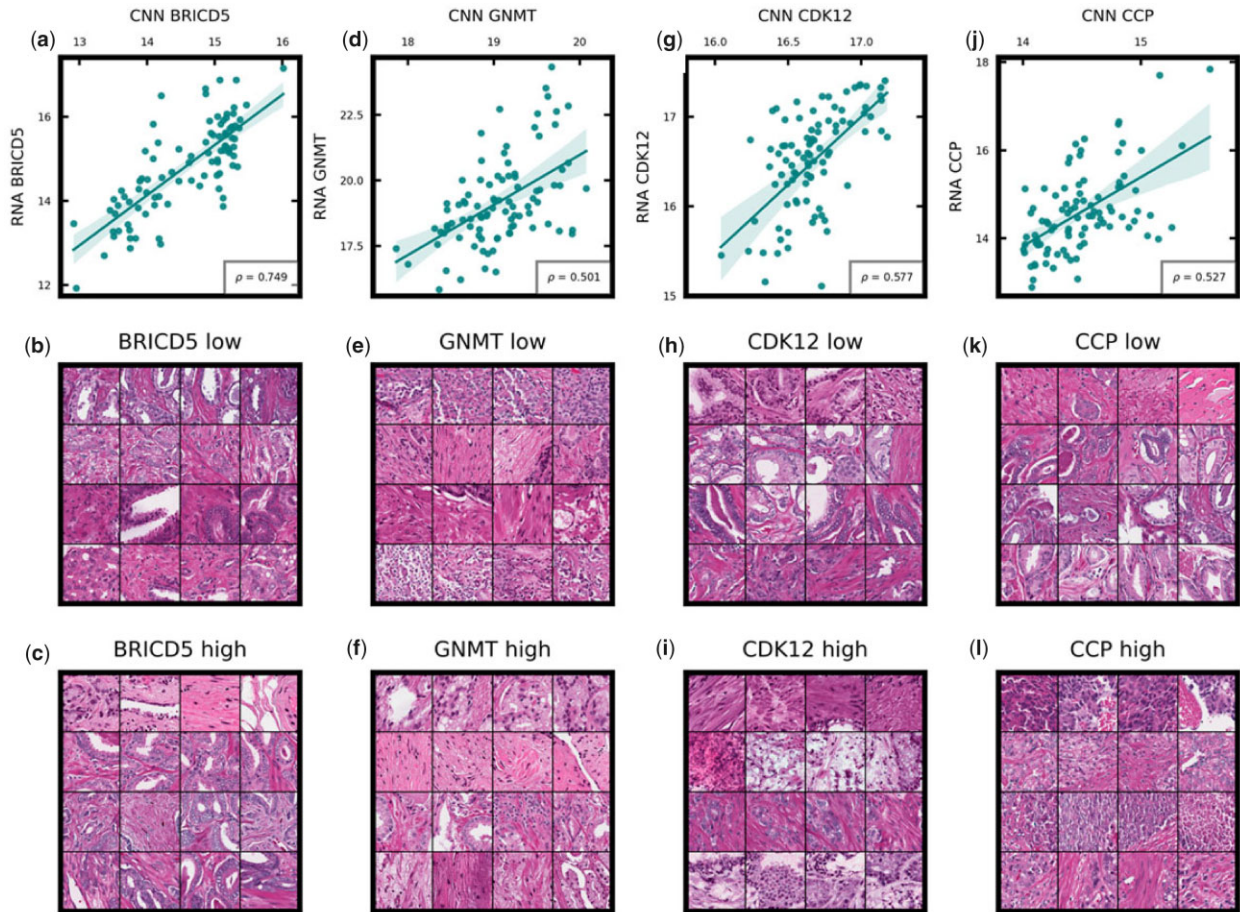 CNN BRICD5
CNN GNMT
CNN CDK12
CNN CCP
(a) 13 14 15 16
(d) 18 19 20
(g) 16.0 16.5 17.0
(j) 14 15
RNA BRICD5
16
14
12
ρ = 0.749
RNA GNMT
22.5
20.0
17.5
ρ = 0.501
RNA CDK12
17
16
15
ρ = 0.577
RNA CCP
18
16
14
ρ = 0.527
(b) BRICD5 low
(e) GNMT low
(h) CDK12 low
(k) CCP low
(c) BRICD5 high
(f) GNMT high
(i) CDK12 high
(l) CCP high